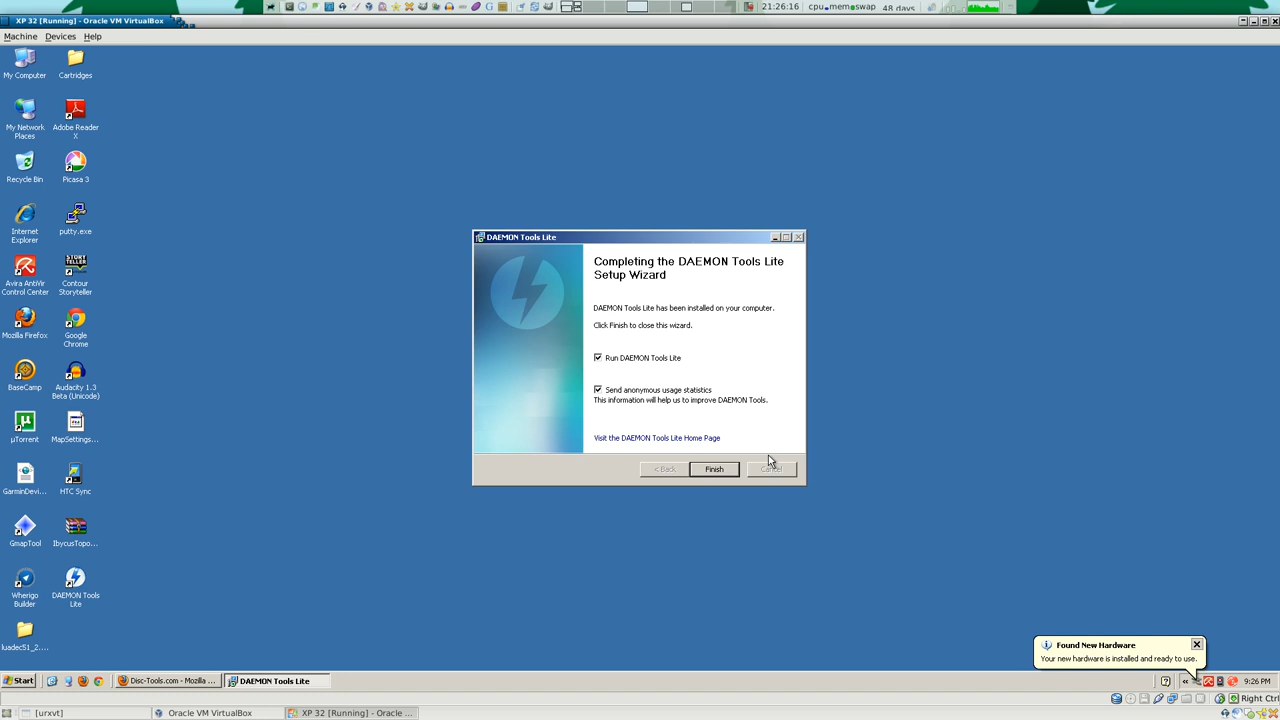 21:26:16
cpu mem swap
48 days
XP 32 [Running] - Oracle VM VirtualBox
Machine Devices Help
My Computer
Cartridges
My Network Places
Adobe Reader X
Recycle Bin
Picasa 3
Internet Explorer
putty.exe
Avira AntiVir Control Center
Contour Storyteller
Mozilla Firefox
Google Chrome
BaseCamp
Audacity 1.3 Beta (Unicode)
µTorrent
MapSettings...
GarminDevi...
HTC Sync
GmapTool
IbycusTopo...
Wherigo Builder
DAEMON Tools Lite
luadec51_2....
DAEMON Tools Lite
Completing the DAEMON Tools Lite
Setup Wizard
DAEMON Tools Lite has been installed on your computer.
Click Finish to close this wizard.
Run DAEMON Tools Lite
Send anonymous usage statistics
This information will help us to improve DAEMON Tools.
Visit the DAEMON Tools Lite Home Page
< Back
Finish
Cancel
Found New Hardware
Your new hardware is installed and ready to use.
Start
Disc-Tools.com - Mozilla ...
DAEMON Tools Lite
9:26 PM
Right Ctrl
[urxvt]
Oracle VM VirtualBox
XP 32 [Running] - Oracle ...